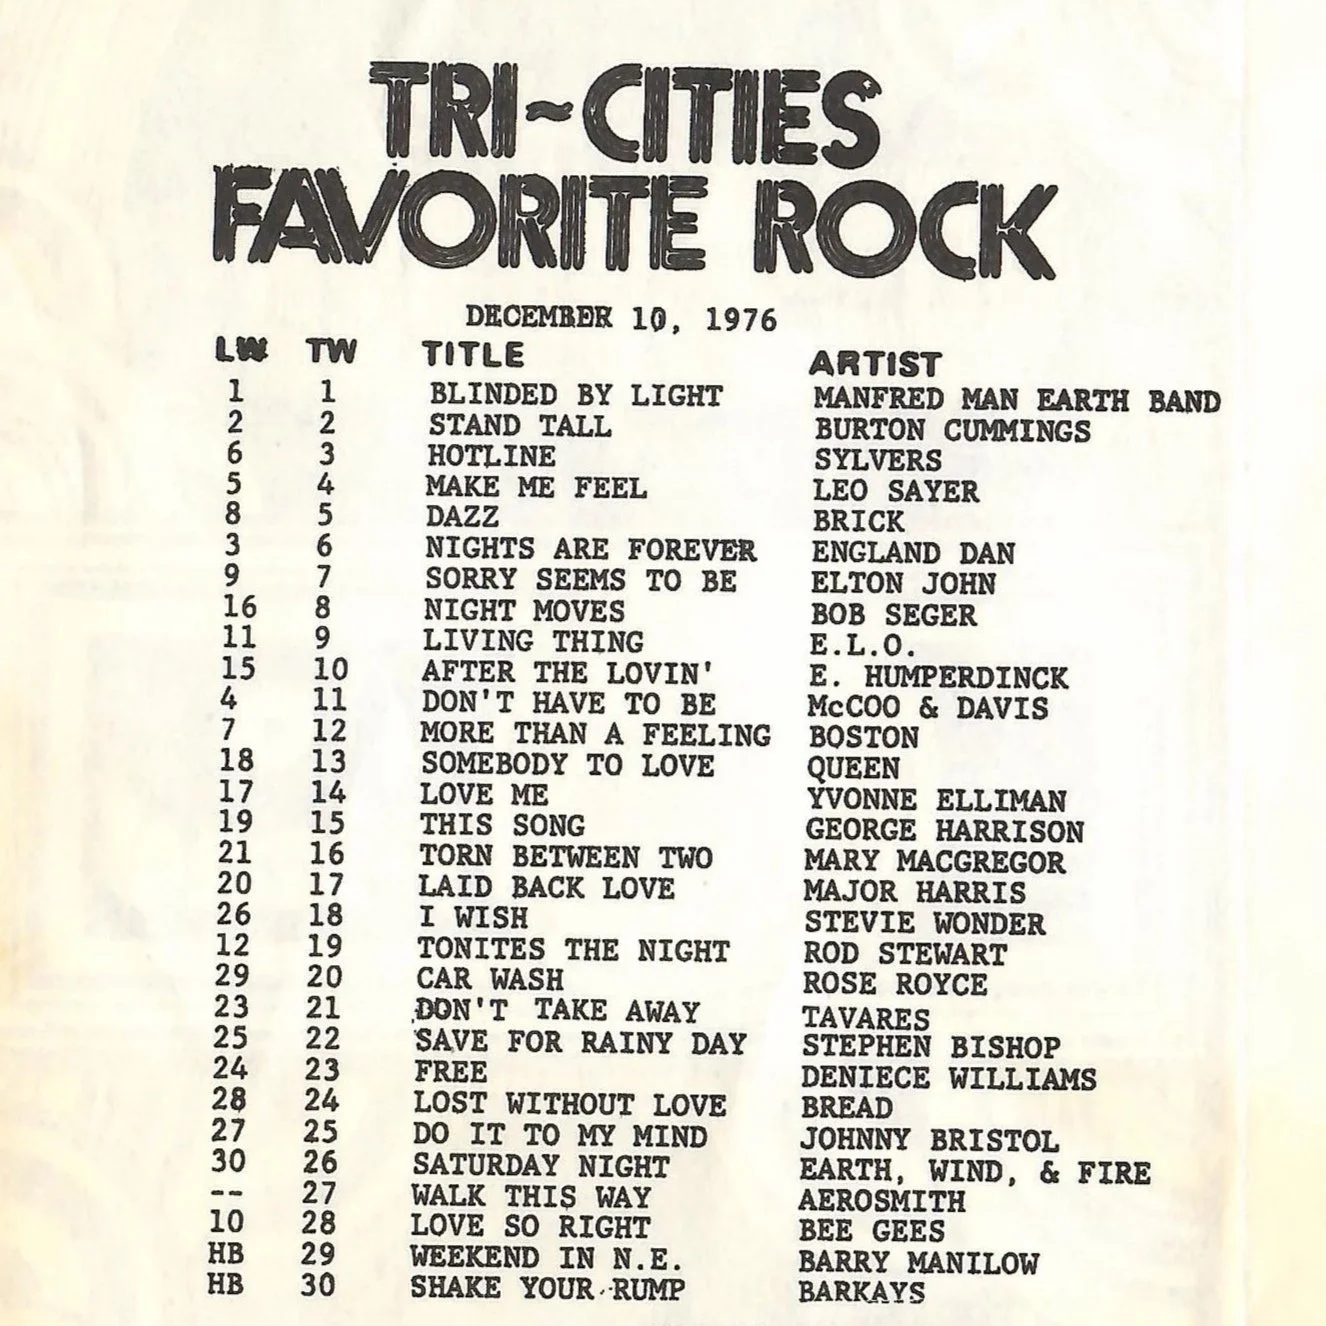 TRI-CITIES
FAVORITE ROCK
DECEMBER 10, 1976
LW TW TITLE ARTIST
1 1 BLINDED BY LIGHT MANFRED MAN EARTH BAND
2 2 STAND TALL BURTON CUMMINGS
6 3 HOTLINE SYLVERS
5 4 MAKE ME FEEL LEO SAYER
8 5 DAZZ BRICK
3 6 NIGHTS ARE FOREVER ENGLAND DAN
9 7 SORRY SEEMS TO BE ELTON JOHN
16 8 NIGHT MOVES BOB SEGER
11 9 LIVING THING E.L.O.
15 10 AFTER THE LOVIN' E. HUMPERDINCK
4 11 DON'T HAVE TO BE McCOO & DAVIS
7 12 MORE THAN A FEELING BOSTON
18 13 SOMEBODY TO LOVE QUEEN
17 14 LOVE ME YVONNE ELLIMAN
19 15 THIS SONG GEORGE HARRISON
21 16 TORN BETWEEN TWO MARY MACGREGOR
20 17 LAID BACK LOVE MAJOR HARRIS
26 18 I WISH STEVIE WONDER
12 19 TONITES THE NIGHT ROD STEWART
29 20 CAR WASH ROSE ROYCE
23 21 DON'T TAKE AWAY TAVARES
25 22 SAVE FOR RAINY DAY STEPHEN BISHOP
24 23 FREE DENIECE WILLIAMS
28 24 LOST WITHOUT LOVE BREAD
27 25 DO IT TO MY MIND JOHNNY BRISTOL
30 26 SATURDAY NIGHT EARTH, WIND, & FIRE
-- 27 WALK THIS WAY AEROSMITH
10 28 LOVE SO RIGHT BEE GEES
HB 29 WEEKEND IN N.E. BARRY MANILOW
HB 30 SHAKE YOUR RUMP BARKAYS